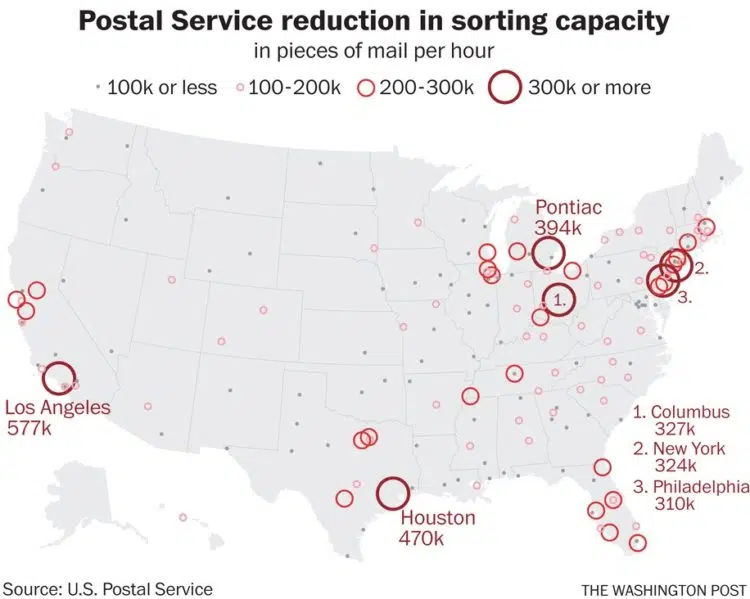 Postal Service reduction in sorting capacity
in pieces of mail per hour
100k or less 100-200k 200-300k 300k or more
Pontiac
394k
2.
3.
1.
Los Angeles
577k
1. Columbus
327k
2. New York
324k
3. Philadelphia
310k
Houston
470k
Source: U.S. Postal Service
THE WASHINGTON POST